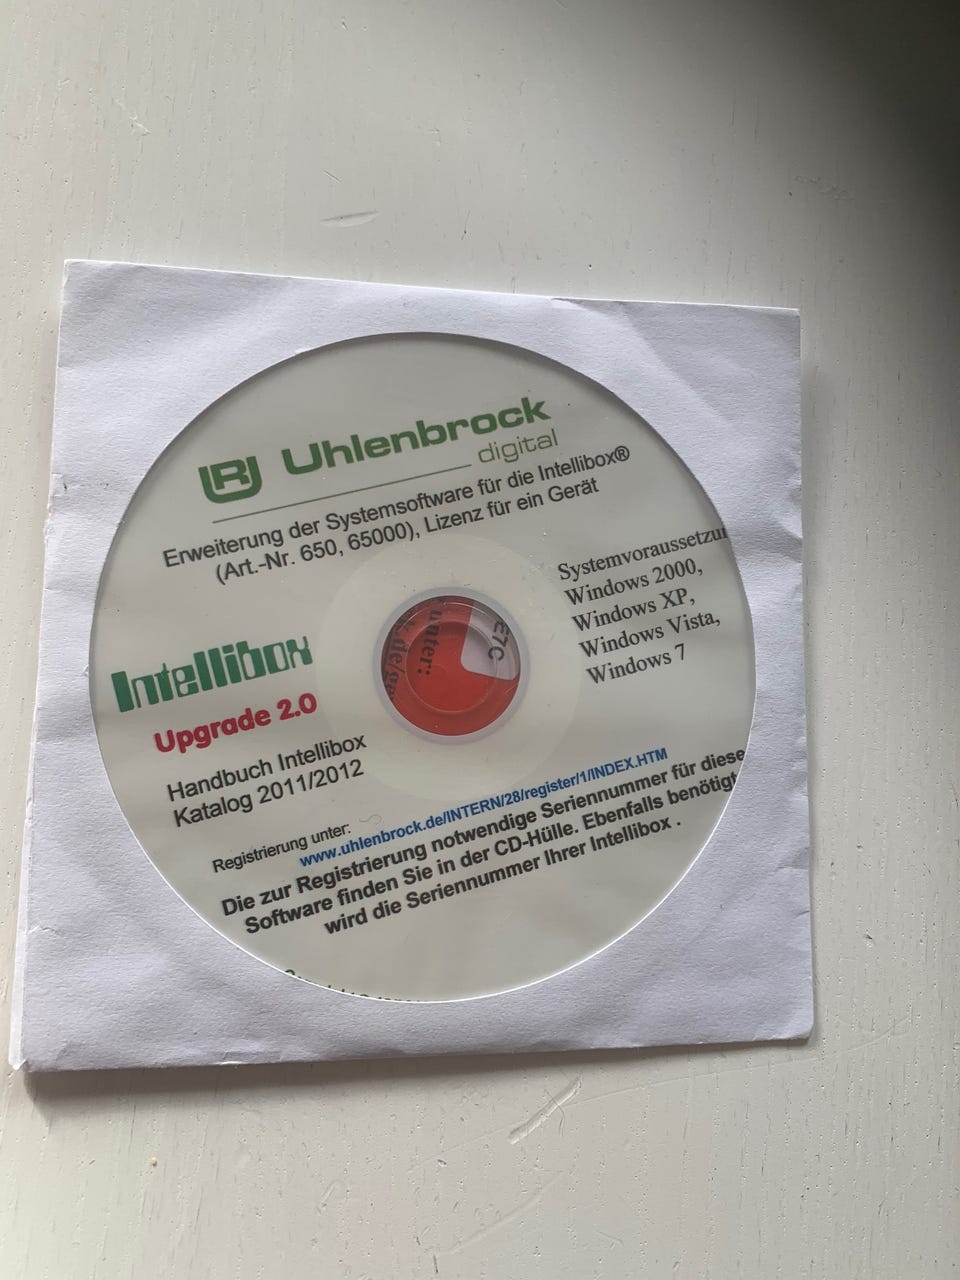 Uhlenbrock
digital
Erweiterung der Systemsoftware für die Intellibox®
(Art.-Nr. 650, 65000), Lizenz für ein Gerät
Systemvoraussetzun
Windows 2000,
Windows XP,
Windows Vista,
Windows 7
Intellibox
Upgrade 2.0
Handbuch Intellibox
Katalog 2011/2012
unter:
E7C
Registrierung unter:
www.uhlenbrock.de/INTERN/28/register/1/INDEX.HTM
Die zur Registrierung notwendige Seriennummer für diese
Software finden Sie in der CD-Hülle. Ebenfalls benötigt
wird die Seriennummer Ihrer Intellibox .